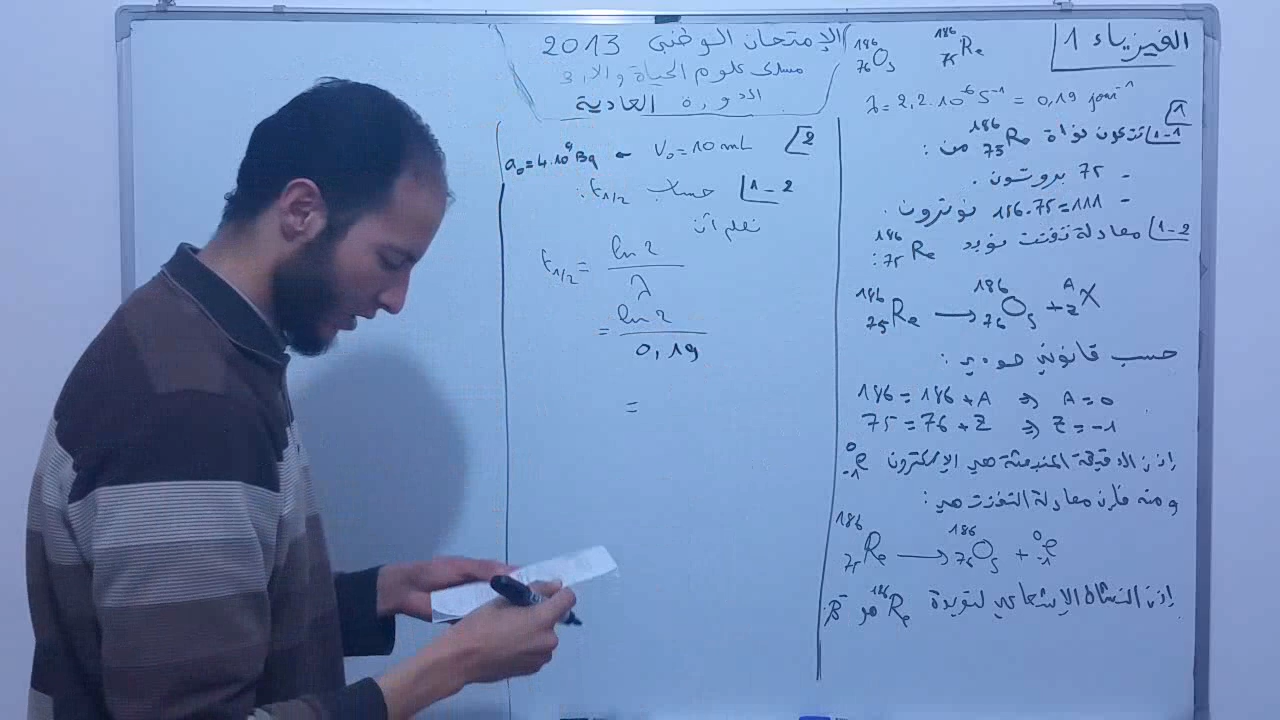 الفيزياء 1
الإمتحان الوطني 2013
مسلك علوم الحياة والارض
الدورة العادية
¹⁸⁶₇₆Os ¹⁸⁶₇₅Re
λ = 2,2.10⁻⁶ S⁻¹ = 0,19 jour⁻¹
1
1-1 تتكون نواة ¹⁸⁶₇₅Re من :
- 75 بروتون .
- 186-75=111 نوترون .
1-2 معادلة تفتت نويد ¹⁸⁶₇₅Re :
¹⁸⁶₇₅Re → ¹⁸⁶₇₆Os + ᴬ_ZX
حسب قانوني صودي :
186 = 186 + A ⇒ A = 0
75 = 76 + Z ⇒ Z = -1
إذن الدقيقة المنبعثة هي الإلكترون ⁰₋₁e
ومنه فإن معادلة التفتت هي :
¹⁸⁶₇₅Re → ¹⁸⁶₇₆Os + ⁰₋₁e
إذن النشاط الإشعاعي لنويدة ¹⁸⁶Re هو β⁻
2 V₀ = 10 mL - a₀ = 4.10⁹ Bq
1-2 حساب t₁/₂ :
نعلم أن
t₁/₂ = ln 2 / λ
= ln 2 / 0,19
=